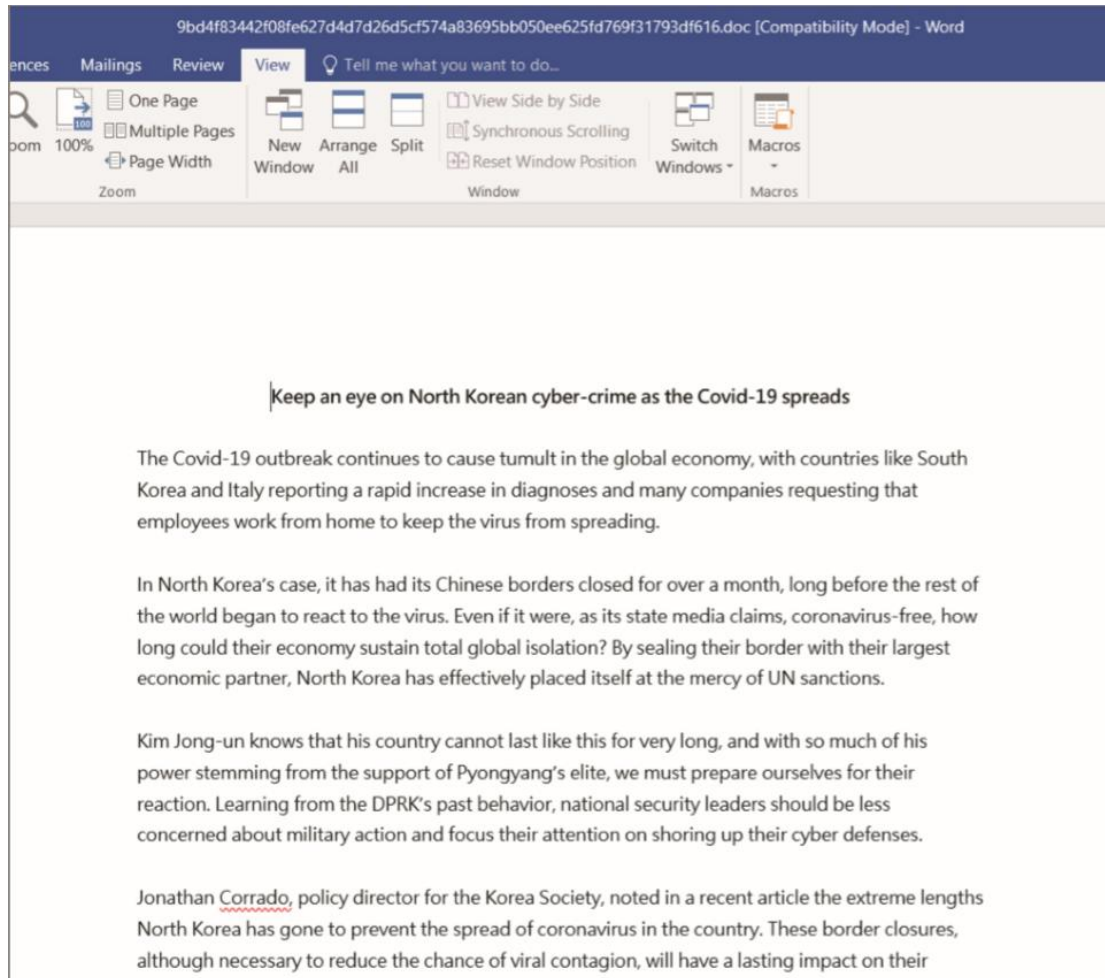 9bd4f83442f08fe627d4d7d26d5cf574a83695bb050ee625fd769f31793df616.doc [Compatibility Mode] - Word
ences Mailings Review View Tell me what you want to do...
One Page
Multiple Pages
Page Width
oom 100%
100
Zoom
New Window
Arrange All
Split
View Side by Side
Synchronous Scrolling
Reset Window Position
Switch Windows
Window
Macros
Macros
Keep an eye on North Korean cyber-crime as the Covid-19 spreads
The Covid-19 outbreak continues to cause tumult in the global economy, with countries like South
Korea and Italy reporting a rapid increase in diagnoses and many companies requesting that
employees work from home to keep the virus from spreading.
In North Korea's case, it has had its Chinese borders closed for over a month, long before the rest of
the world began to react to the virus. Even if it were, as its state media claims, coronavirus-free, how
long could their economy sustain total global isolation? By sealing their border with their largest
economic partner, North Korea has effectively placed itself at the mercy of UN sanctions.
Kim Jong-un knows that his country cannot last like this for very long, and with so much of his
power stemming from the support of Pyongyang's elite, we must prepare ourselves for their
reaction. Learning from the DPRK's past behavior, national security leaders should be less
concerned about military action and focus their attention on shoring up their cyber defenses.
Jonathan Corrado, policy director for the Korea Society, noted in a recent article the extreme lengths
North Korea has gone to prevent the spread of coronavirus in the country. These border closures,
although necessary to reduce the chance of viral contagion, will have a lasting impact on their